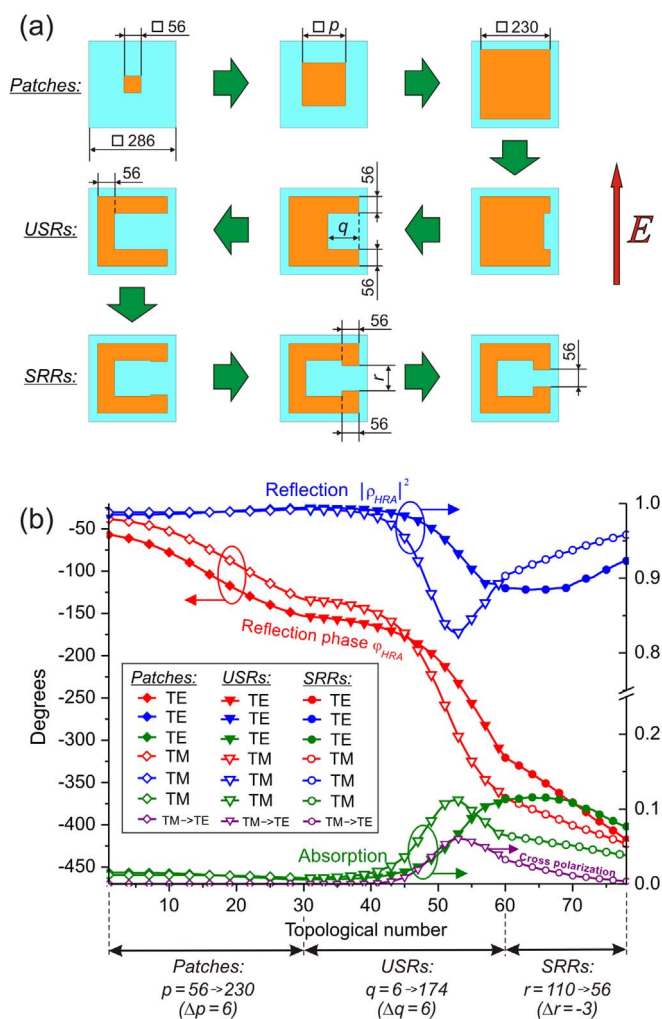 (a)
□ 56
□ p
□ 230
Patches:
□ 286
56
56
USRs:
q
56
E
56
56
SRRs:
r
56
(b)
Reflection |ρHRA|²
1.0
-50
-100
0.9
-150
Reflection phase φHRA
0.8
-200
Patches: USRs: SRRs:
TE TE TE
-250
TE TE TE
TE TE TE
-300
0.2
TM TM TM
TM TM TM
-350
TM TM TM
TM->TE TM->TE TM->TE
0.1
-400
Absorption
Cross polarization
-450
0.0
10 20 30 40 50 60 70
Degrees
Topological number
Patches: USRs: SRRs:
p = 56→230 q = 6→174 r = 110→56
(Δp = 6) (Δq = 6) (Δr = -3)